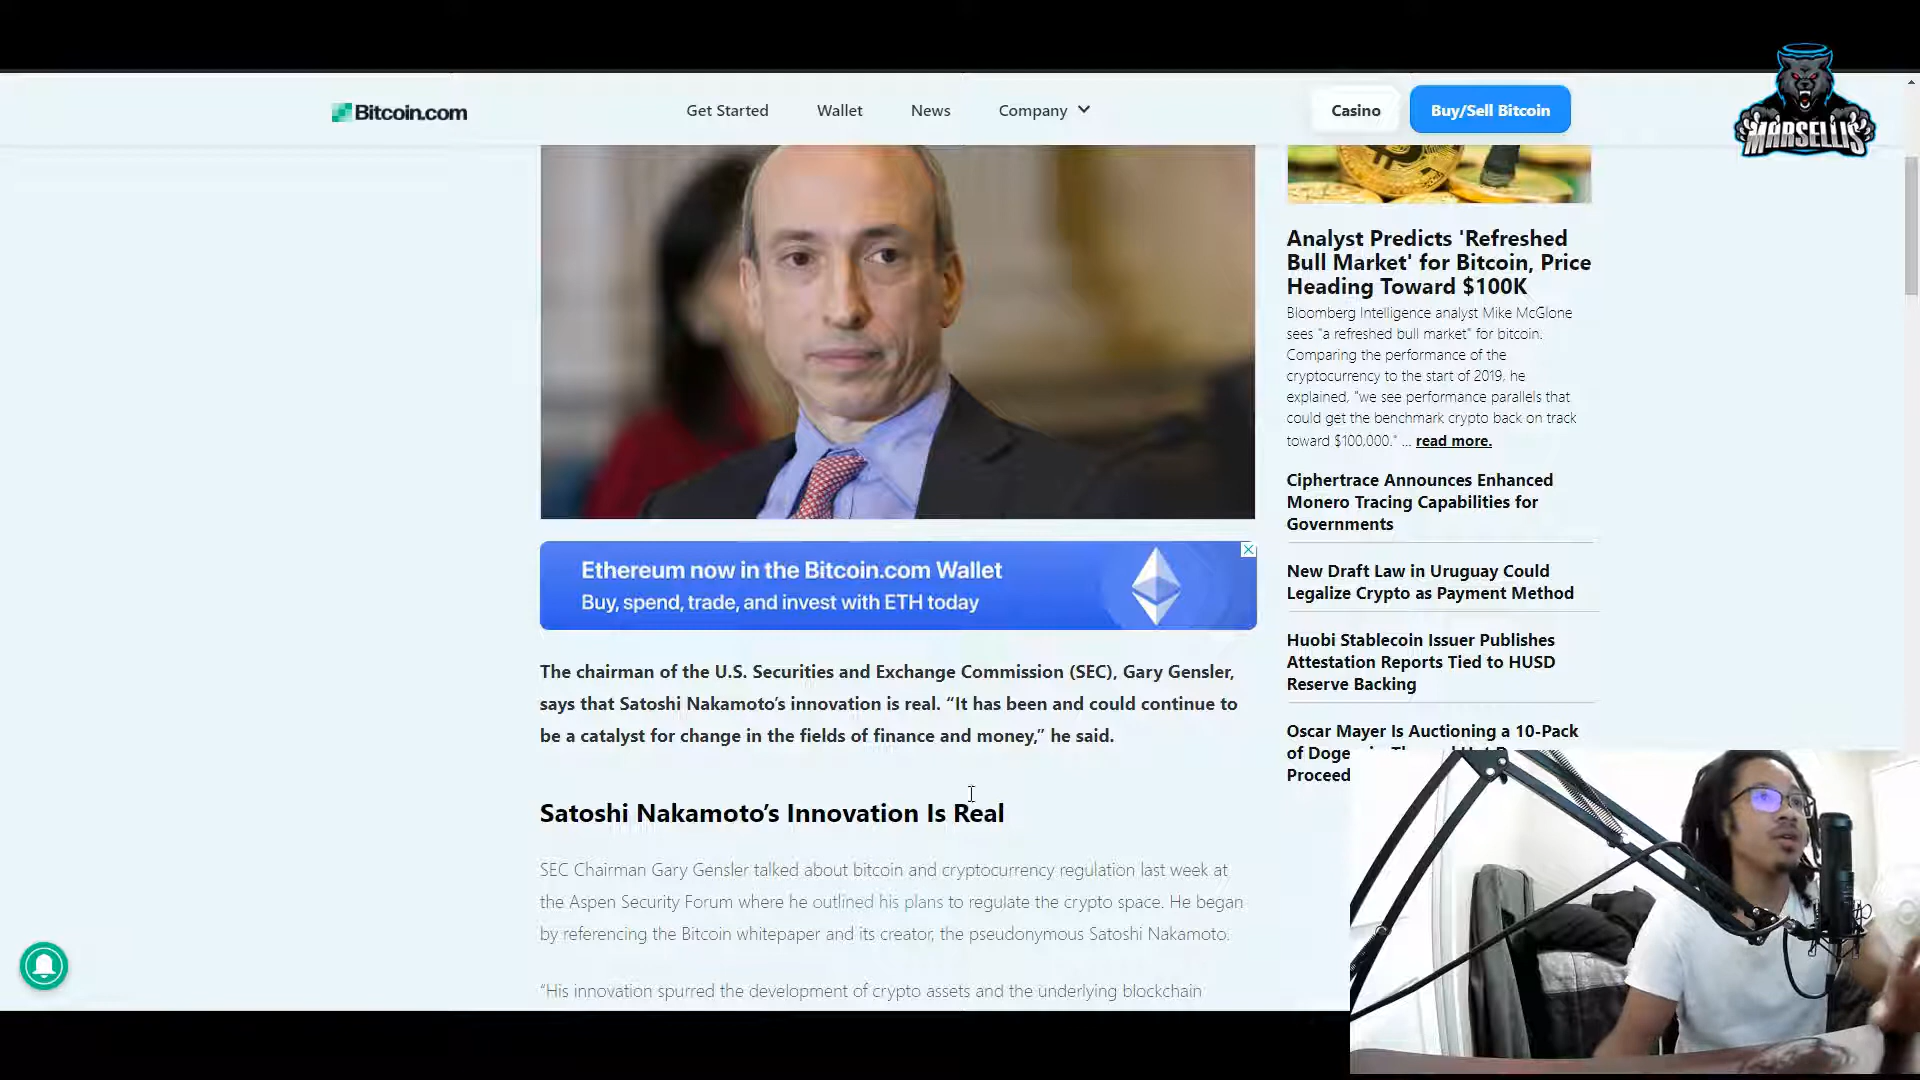 Bitcoin.com
Get Started
Wallet
News
Company
Casino
Buy/Sell Bitcoin
MARSELLIS
Analyst Predicts 'Refreshed
Bull Market' for Bitcoin, Price
Heading Toward $100K
Bloomberg Intelligence analyst Mike McGlone
sees "a refreshed bull market" for bitcoin.
Comparing the performance of the
cryptocurrency to the start of 2019, he
explained, "we see performance parallels that
could get the benchmark crypto back on track
toward $100,000." ... read more.
Ciphertrace Announces Enhanced
Monero Tracing Capabilities for
Governments
New Draft Law in Uruguay Could
Legalize Crypto as Payment Method
Huobi Stablecoin Issuer Publishes
Attestation Reports Tied to HUSD
Reserve Backing
Oscar Mayer Is Auctioning a 10-Pack
of Doge
Proceed
Ethereum now in the Bitcoin.com Wallet
Buy, spend, trade, and invest with ETH today
The chairman of the U.S. Securities and Exchange Commission (SEC), Gary Gensler,
says that Satoshi Nakamoto’s innovation is real. “It has been and could continue to
be a catalyst for change in the fields of finance and money,” he said.
Satoshi Nakamoto’s Innovation Is Real
SEC Chairman Gary Gensler talked about bitcoin and cryptocurrency regulation last week at
the Aspen Security Forum where he outlined his plans to regulate the crypto space. He began
by referencing the Bitcoin whitepaper and its creator, the pseudonymous Satoshi Nakamoto.
“His innovation spurred the development of crypto assets and the underlying blockchain